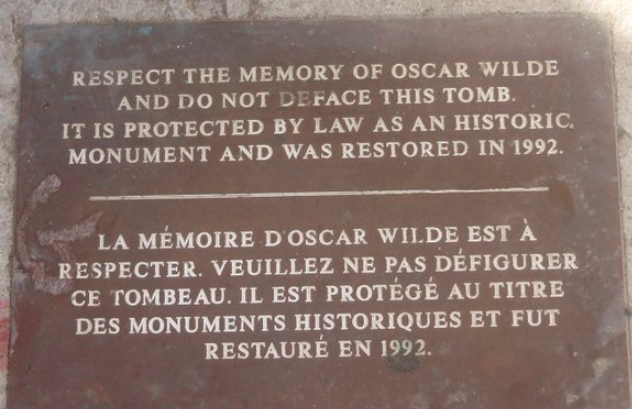 RESPECT THE MEMORY OF OSCAR WILDE
AND DO NOT DEFACE THIS TOMB.
IT IS PROTECTED BY LAW AS AN HISTORIC
MONUMENT AND WAS RESTORED IN 1992.
LA MÉMOIRE D'OSCAR WILDE EST À
RESPECTER. VEUILLEZ NE PAS DÉFIGURER
CE TOMBEAU. IL EST PROTÉGÉ AU TITRE
DES MONUMENTS HISTORIQUES ET FUT
RESTAURÉ EN 1992.